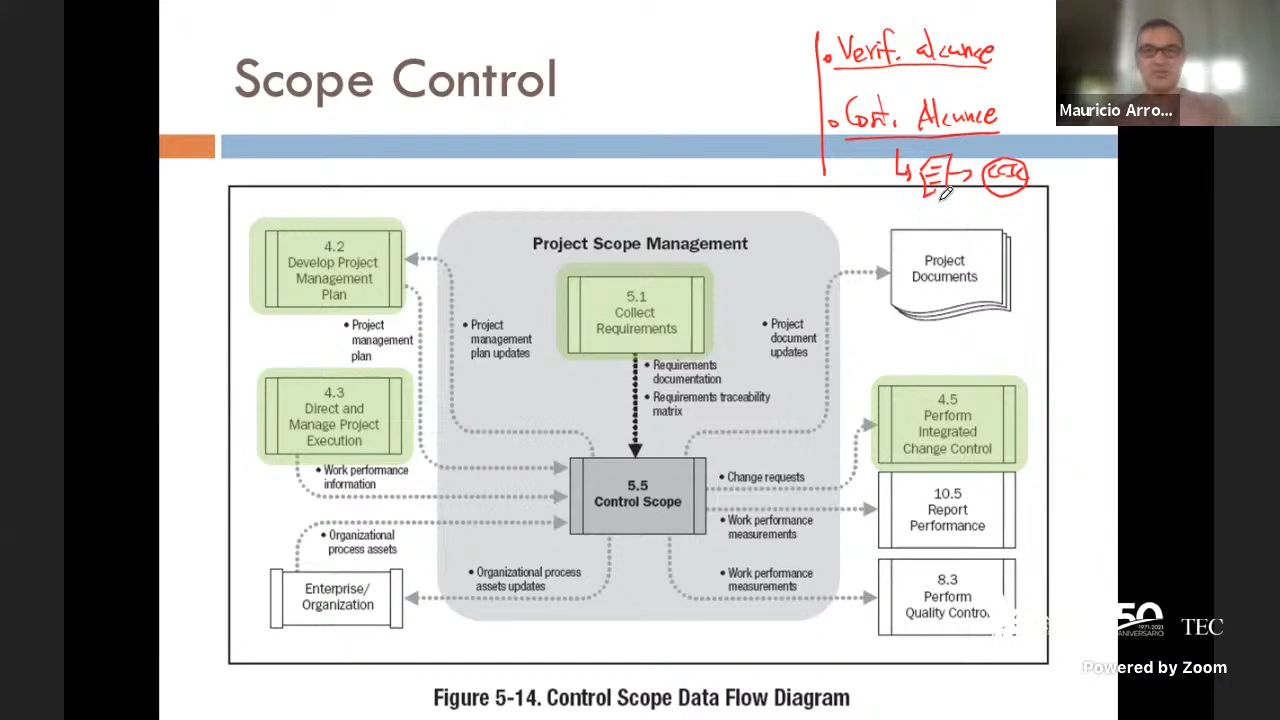 Scope Control
• Verif. alcance
• Cont. Alcance
Mauricio Arro...
Project Scope Management
4.2
Develop Project
Management
Plan
• Project
management
plan
• Project
management
plan updates
5.1
Collect
Requirements
• Requirements
documentation
• Requirements traceability
matrix
• Project
document
updates
Project
Documents
4.3
Direct and
Manage Project
Execution
• Work performance
information
5.5
Control Scope
• Change requests
• Work performance
measurements
• Work performance
measurements
4.5
Perform
Integrated
Change Control
10.5
Report
Performance
8.3
Perform
Quality Control
• Organizational
process assets
Enterprise/
Organization
• Organizational process
assets updates
50
1971-2021
ANIVERSARIO
TEC
Powered by Zoom
Figure 5-14. Control Scope Data Flow Diagram